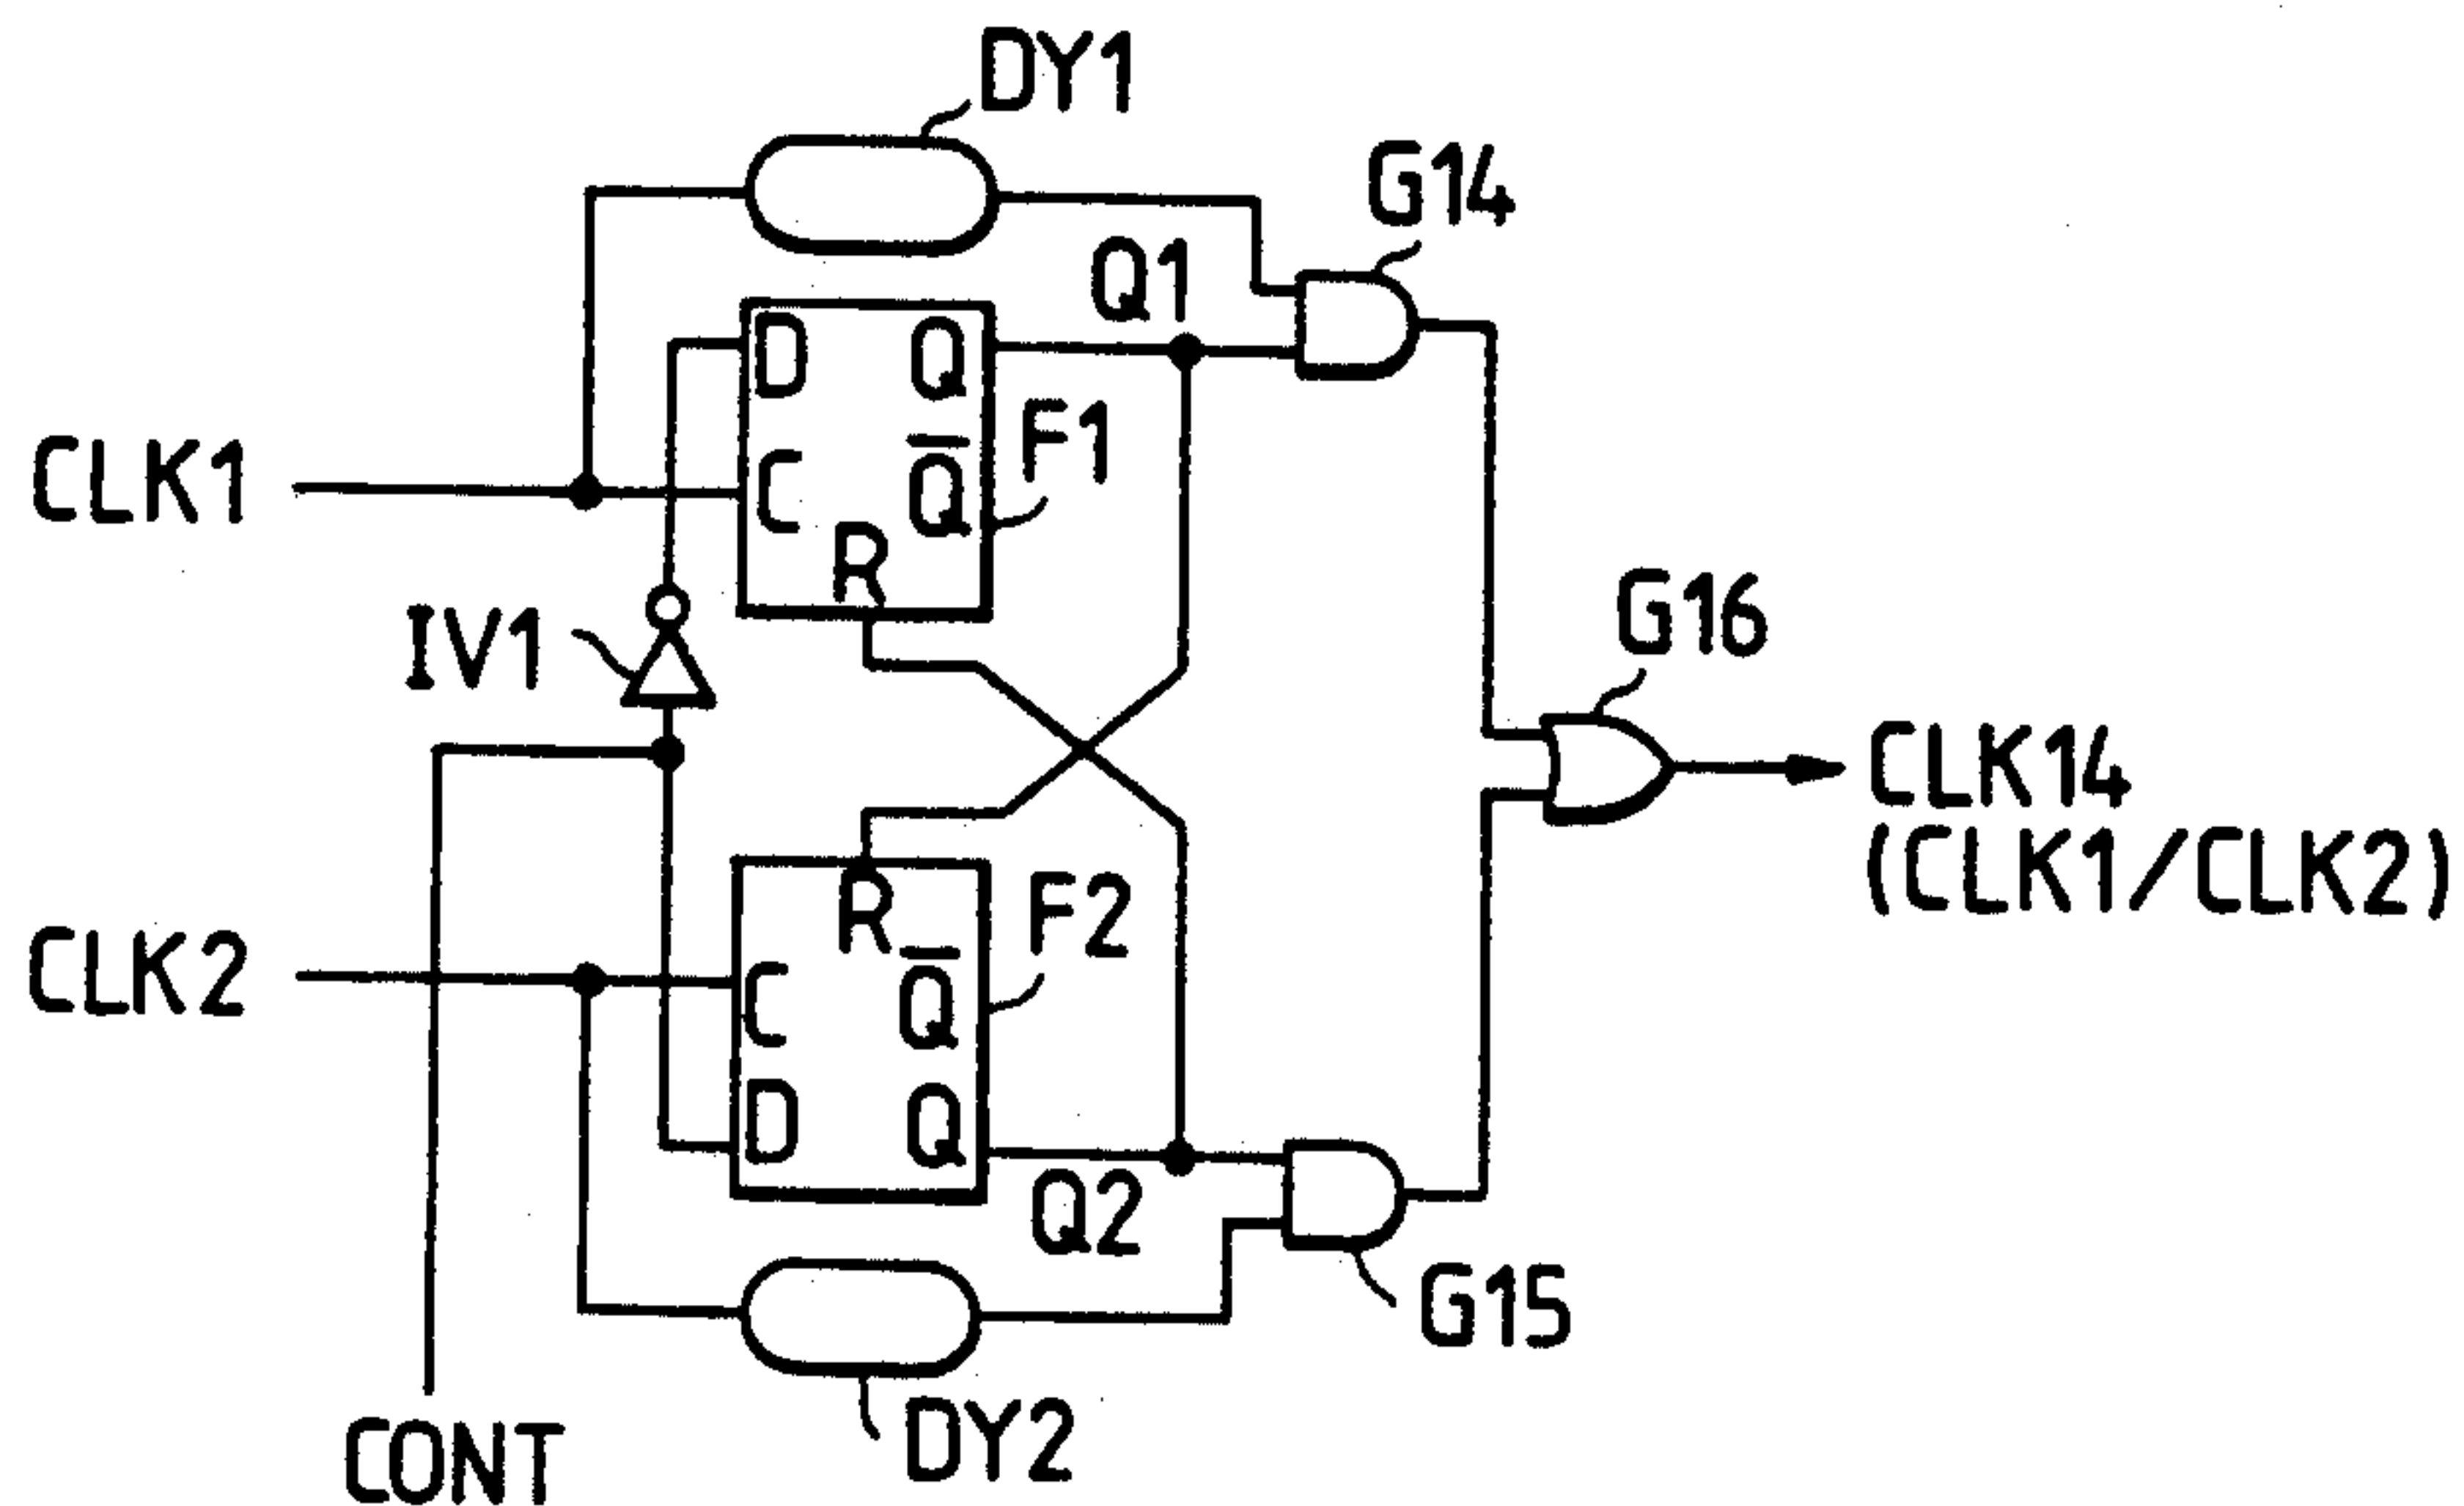 DY1
G14
Q1
D Q
F1
CLK1
C Q̅
R
IV1
G16
CLK14
(CLK1/CLK2)
R
F2
CLK2
C Q̅
D Q
Q2
G15
DY2
CONT